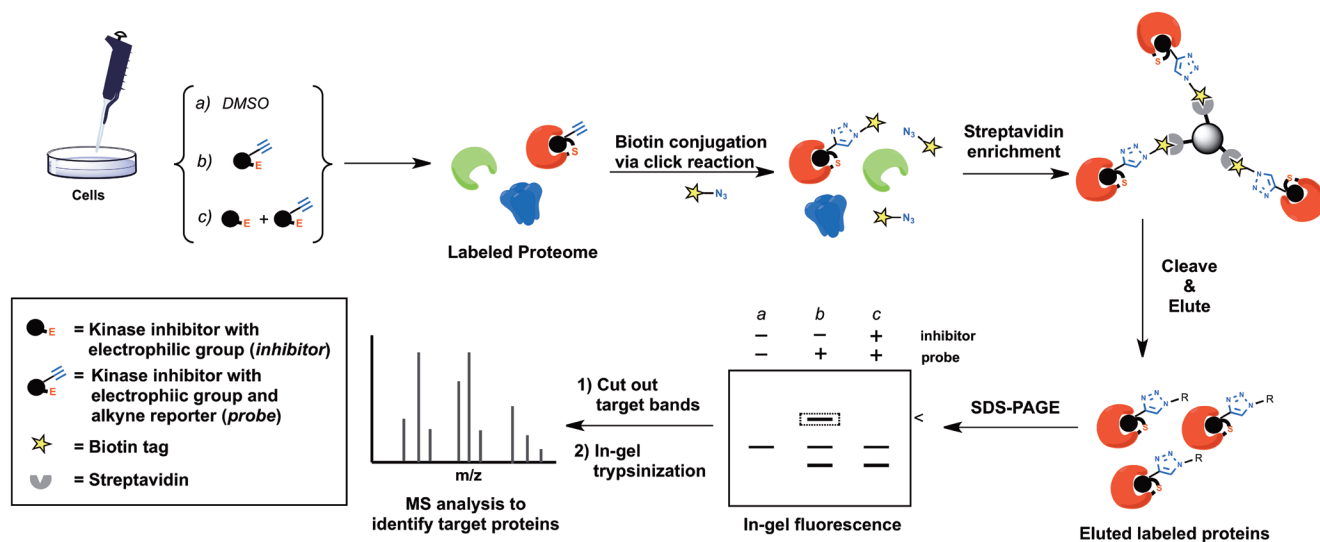 a) DMSO
b)
E
c)
E
+
E
Cells
S
Labeled Proteome
Biotin conjugation
via click reaction
N3
N
N
N
S
N3
N3
Streptavidin
enrichment
S
N
N
N
S
N
N
N
S
N
N
N
Cleave
&
Elute
E
= Kinase inhibitor with
electrophilic group (inhibitor)
E
= Kinase inhibitor with
electrophiic group and
alkyne reporter (probe)
= Biotin tag
= Streptavidin
m/z
MS analysis to
identify target proteins
1) Cut out
target bands
2) In-gel
trypsinization
a b c
– – + inhibitor
– + + probe
<
In-gel fluorescence
SDS-PAGE
N
N
N
R
S
N
N
N
R
S
N
N
N
R
S
Eluted labeled proteins